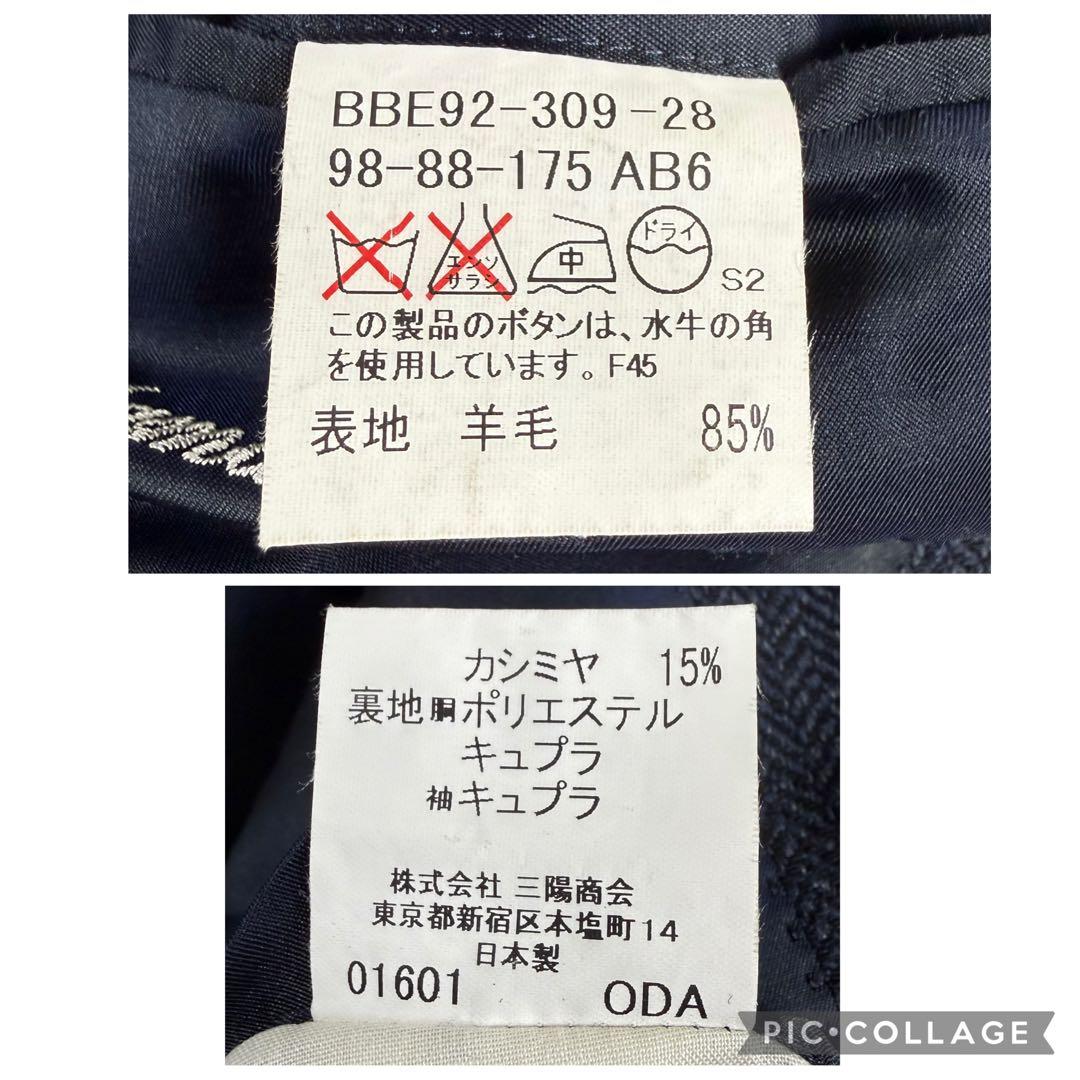 BBE92-309-28
98-88-175 AB6
エンソ
サラシ
中
ドライ
S2
この製品のボタンは、水牛の角
を使用しています。F45
表地 羊毛 85%
カシミヤ 15%
裏地 胴ポリエステル
キュプラ
袖キュプラ
株式会社 三陽商会
東京都新宿区本塩町14
日本製
01601 ODA
PIC•COLLAGE